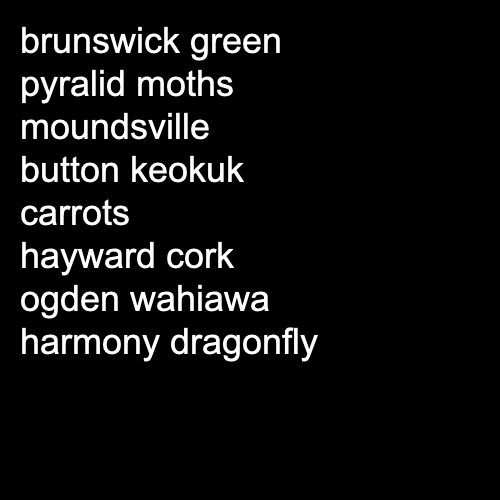 brunswick green
pyralid moths
moundsville
button keokuk
carrots
hayward cork
ogden wahiawa
harmony dragonfly